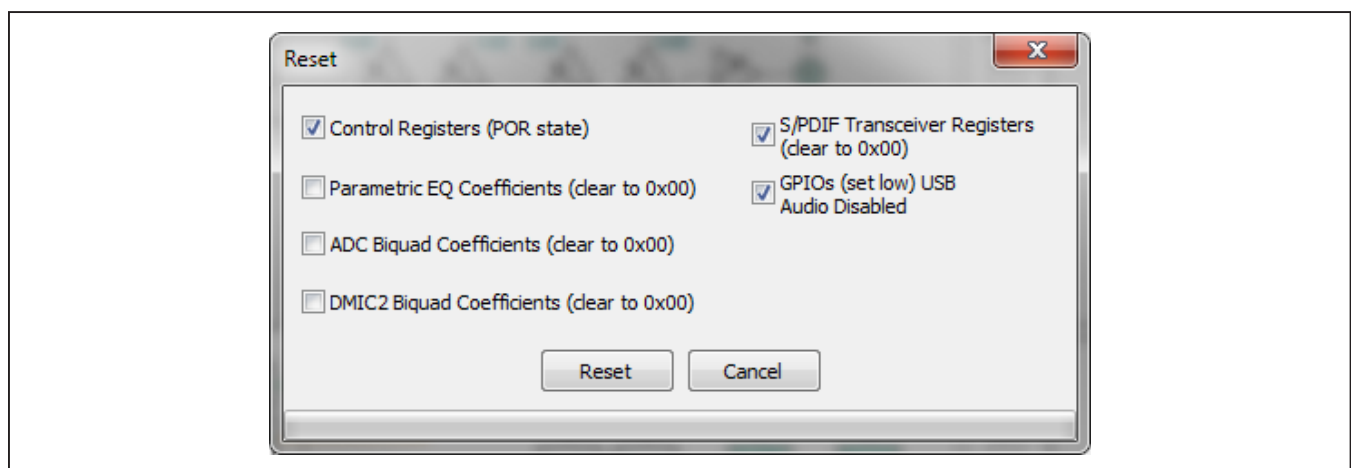 Reset
Control Registers (POR state)
Parametric EQ Coefficients (clear to 0x00)
ADC Biquad Coefficients (clear to 0x00)
DMIC2 Biquad Coefficients (clear to 0x00)
S/PDIF Transceiver Registers
(clear to 0x00)
GPIOs (set low) USB
Audio Disabled
Reset
Cancel